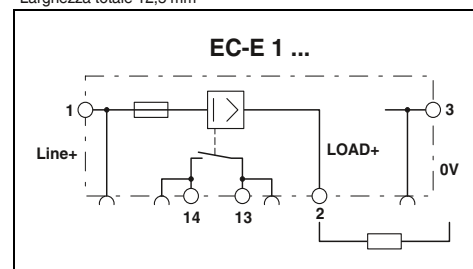 Larghezza totale 12,5 mm
EC-E 1 ...
1
3
Line+
LOAD+
0V
14
13
2